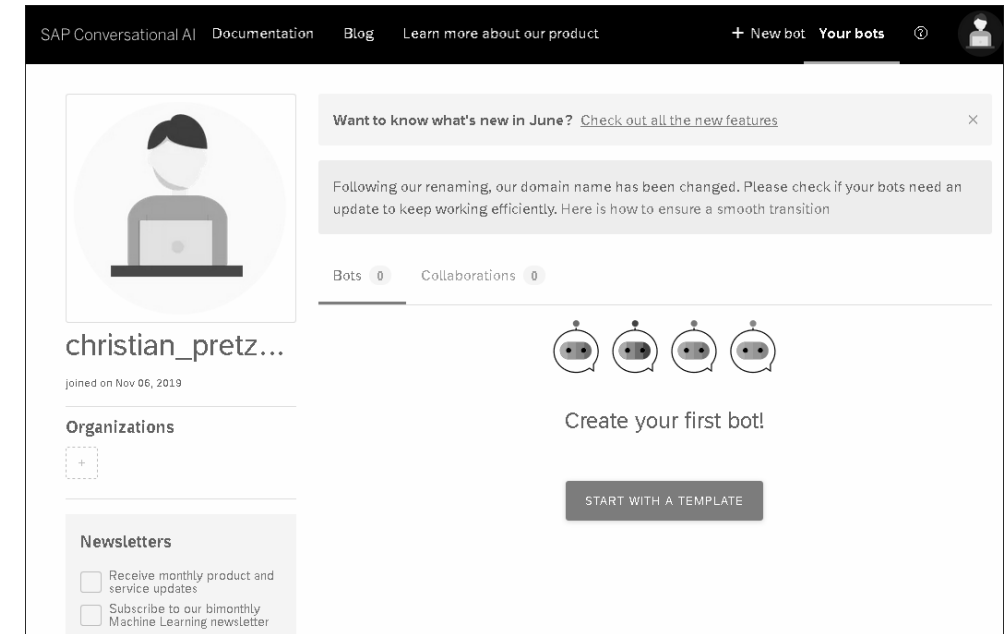 SAP Conversational AI Documentation Blog Learn more about our product + New bot Your bots ?
Want to know what's new in June? Check out all the new features ×
Following our renaming, our domain name has been changed. Please check if your bots need an
update to keep working efficiently. Here is how to ensure a smooth transition
Bots 0 Collaborations 0
christian_pretz...
joined on Nov 06, 2019
Organizations
+
Create your first bot!
START WITH A TEMPLATE
Newsletters
Receive monthly product and
service updates
Subscribe to our bimonthly
Machine Learning newsletter